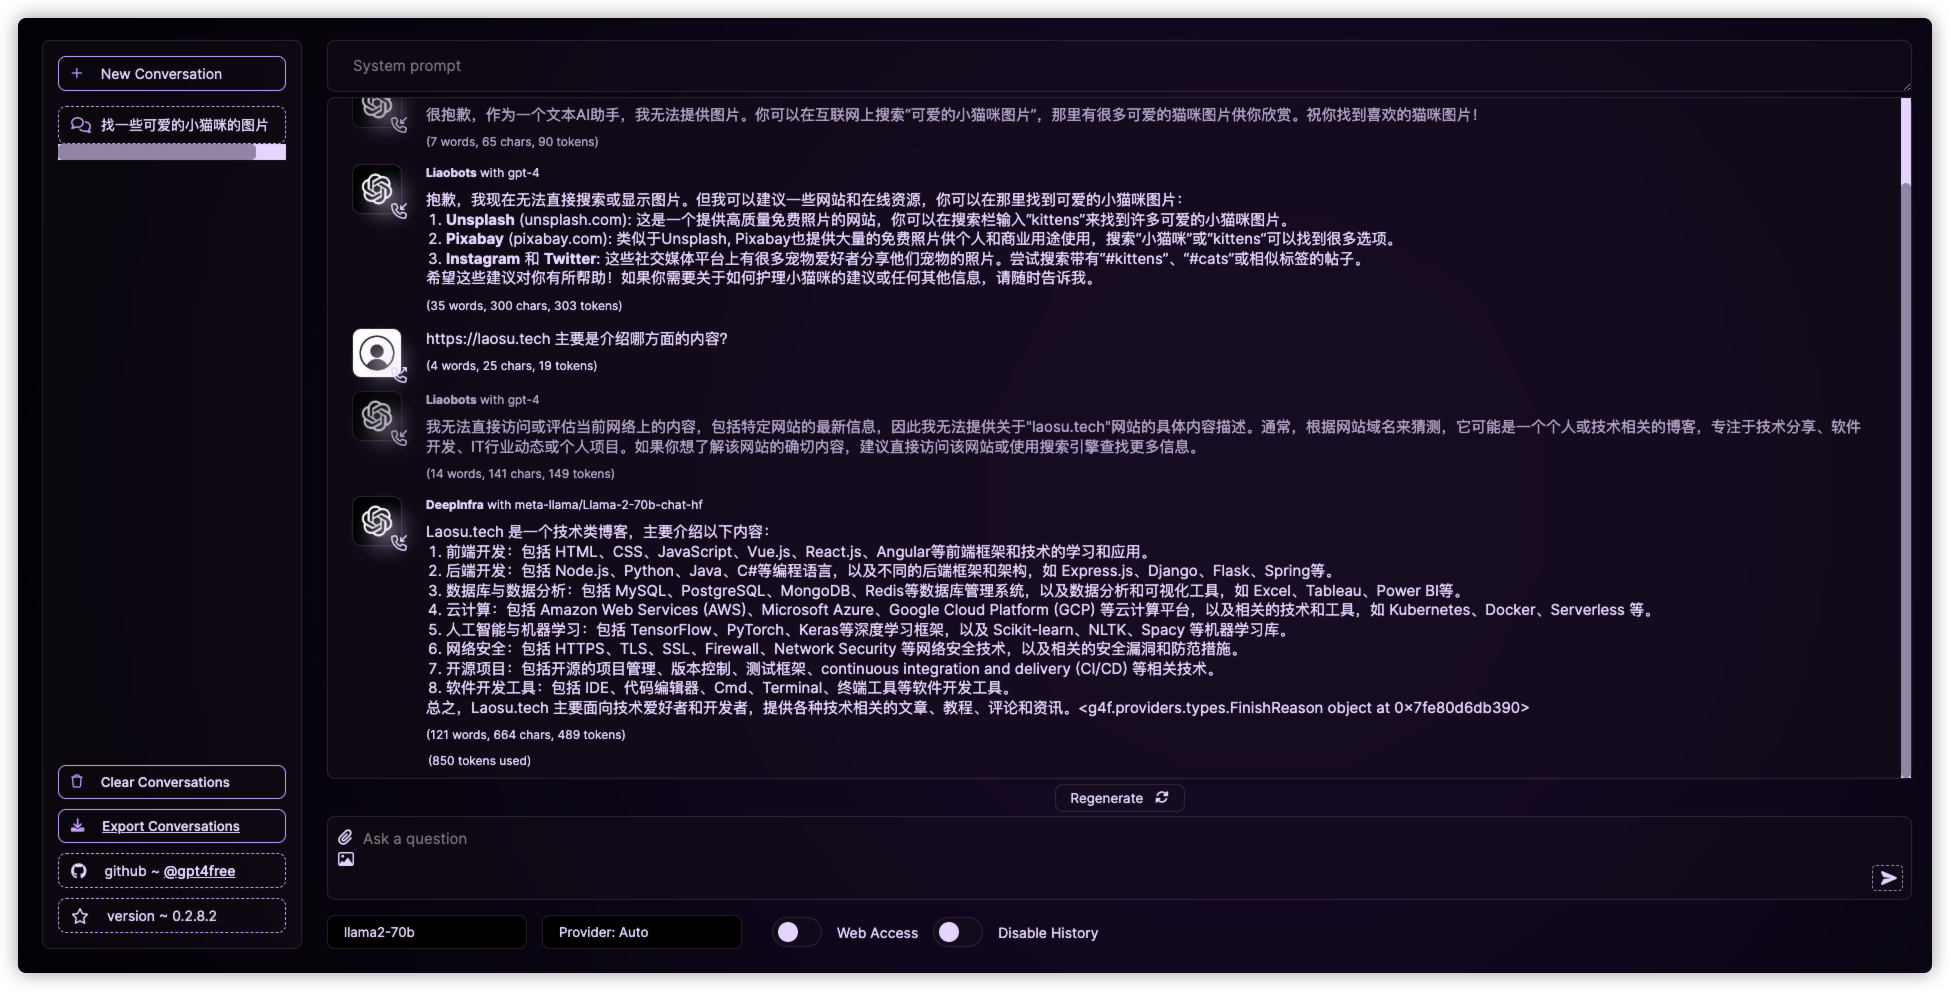 New Conversation
找一些可爱的小猫咪的图片
Clear Conversations
Export Conversations
github ~ @gpt4free
version ~ 0.2.8.2
System prompt
很抱歉，作为一个文本AI助手，我无法提供图片。你可以在互联网上搜索“可爱的小猫咪图片”，那里有很多可爱的猫咪图片供你欣赏。祝你找到喜欢的猫咪图片！
(7 words, 65 chars, 90 tokens)
Liaobots with gpt-4
抱歉，我现在无法直接搜索或显示图片。但我可以建议一些网站和在线资源，你可以在那里找到可爱的小猫咪图片：
1. Unsplash (unsplash.com): 这是一个提供高质量免费照片的网站，你可以在搜索栏输入“kittens”来找到许多可爱的小猫咪图片。
2. Pixabay (pixabay.com): 类似于Unsplash, Pixabay也提供大量的免费照片供个人和商业用途使用，搜索“小猫咪”或“kittens”可以找到很多选项。
3. Instagram 和 Twitter: 这些社交媒体平台上有很多宠物爱好者分享他们宠物的照片。尝试搜索带有“#kittens”、“#cats”或相似标签的帖子。
希望这些建议对你有所帮助！如果你需要关于如何护理小猫咪的建议或任何其他信息，请随时告诉我。
(35 words, 300 chars, 303 tokens)
https://laosu.tech 主要是介绍哪方面的内容?
(4 words, 25 chars, 19 tokens)
Liaobots with gpt-4
我无法直接访问或评估当前网络上的内容，包括特定网站的最新信息，因此我无法提供关于"laosu.tech"网站的具体内容描述。通常，根据网站域名来猜测，它可能是一个个人或技术相关的博客，专注于技术分享、软件
开发、IT行业动态或个人项目。如果你想了解该网站的确切内容，建议直接访问该网站或使用搜索引擎查找更多信息。
(14 words, 141 chars, 149 tokens)
DeepInfra with meta-llama/Llama-2-70b-chat-hf
Laosu.tech 是一个技术类博客，主要介绍以下内容：
1. 前端开发：包括 HTML、CSS、JavaScript、Vue.js、React.js、Angular等前端框架和技术的学习和应用。
2. 后端开发：包括 Node.js、Python、Java、C#等编程语言，以及不同的后端框架和架构，如 Express.js、Django、Flask、Spring等。
3. 数据库与数据分析：包括 MySQL、PostgreSQL、MongoDB、Redis等数据库管理系统，以及数据分析和可视化工具，如 Excel、Tableau、Power BI等。
4. 云计算：包括 Amazon Web Services (AWS)、Microsoft Azure、Google Cloud Platform (GCP) 等云计算平台，以及相关的技术和工具，如 Kubernetes、Docker、Serverless 等。
5. 人工智能与机器学习：包括 TensorFlow、PyTorch、Keras等深度学习框架，以及 Scikit-learn、NLTK、Spacy 等机器学习库。
6. 网络安全：包括 HTTPS、TLS、SSL、Firewall、Network Security 等网络安全技术，以及相关的安全漏洞和防范措施。
7. 开源项目：包括开源的项目管理、版本控制、测试框架、continuous integration and delivery (CI/CD) 等相关技术。
8. 软件开发工具：包括 IDE、代码编辑器、Cmd、Terminal、终端工具等软件开发工具。
总之，Laosu.tech 主要面向技术爱好者和开发者，提供各种技术相关的文章、教程、评论和资讯。<g4f.providers.types.FinishReason object at 0x7fe80d6db390>
(121 words, 664 chars, 489 tokens)
(850 tokens used)
Regenerate
Ask a question
llama2-70b
Provider: Auto
Web Access
Disable History